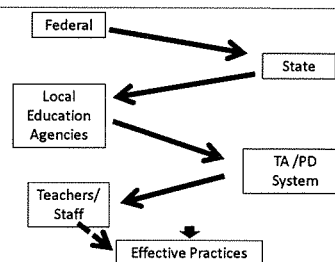 Federal
State
Local
Education
Agencies
TA /PD
System
Teachers/
Staff
Effective Practices